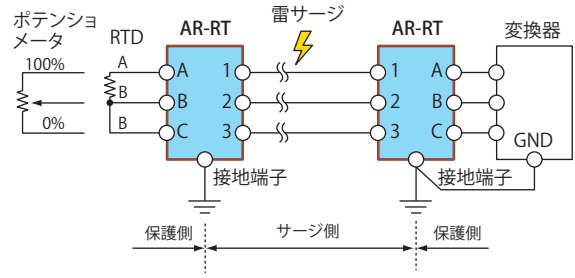 ポテンショ
メータ
RTD
AR-RT
雷サージ
AR-RT
変換器
100%
0%
A
B
B
A
B
C
1
2
3
1
2
3
A
B
C
GND
接地端子
接地端子
保護側
サージ側
保護側